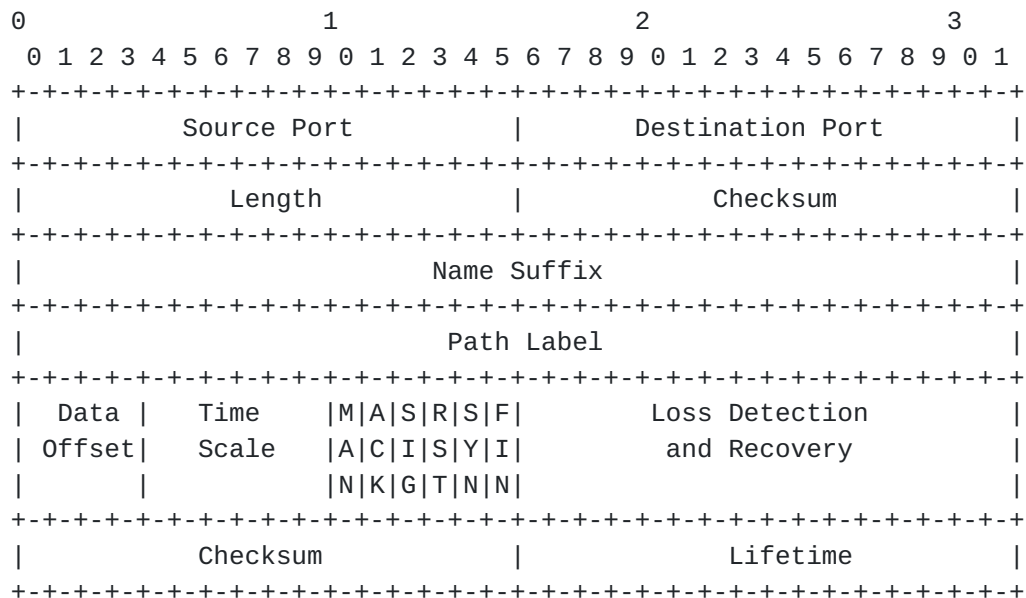 0                   1                   2                   3
 0 1 2 3 4 5 6 7 8 9 0 1 2 3 4 5 6 7 8 9 0 1 2 3 4 5 6 7 8 9 0 1
+-+-+-+-+-+-+-+-+-+-+-+-+-+-+-+-+-+-+-+-+-+-+-+-+-+-+-+-+-+-+-+-+
|          Source Port          |       Destination Port        |
+-+-+-+-+-+-+-+-+-+-+-+-+-+-+-+-+-+-+-+-+-+-+-+-+-+-+-+-+-+-+-+-+
|             Length            |            Checksum           |
+-+-+-+-+-+-+-+-+-+-+-+-+-+-+-+-+-+-+-+-+-+-+-+-+-+-+-+-+-+-+-+-+
|                          Name Suffix                          |
+-+-+-+-+-+-+-+-+-+-+-+-+-+-+-+-+-+-+-+-+-+-+-+-+-+-+-+-+-+-+-+-+
|                           Path Label                          |
+-+-+-+-+-+-+-+-+-+-+-+-+-+-+-+-+-+-+-+-+-+-+-+-+-+-+-+-+-+-+-+-+
|  Data |   Time    |M|A|S|R|S|F|        Loss Detection         |
| Offset|   Scale   |A|C|I|S|Y|I|         and Recovery          |
|       |           |N|K|G|T|N|N|                               |
+-+-+-+-+-+-+-+-+-+-+-+-+-+-+-+-+-+-+-+-+-+-+-+-+-+-+-+-+-+-+-+-+
|           Checksum            |             Lifetime          |
+-+-+-+-+-+-+-+-+-+-+-+-+-+-+-+-+-+-+-+-+-+-+-+-+-+-+-+-+-+-+-+-+